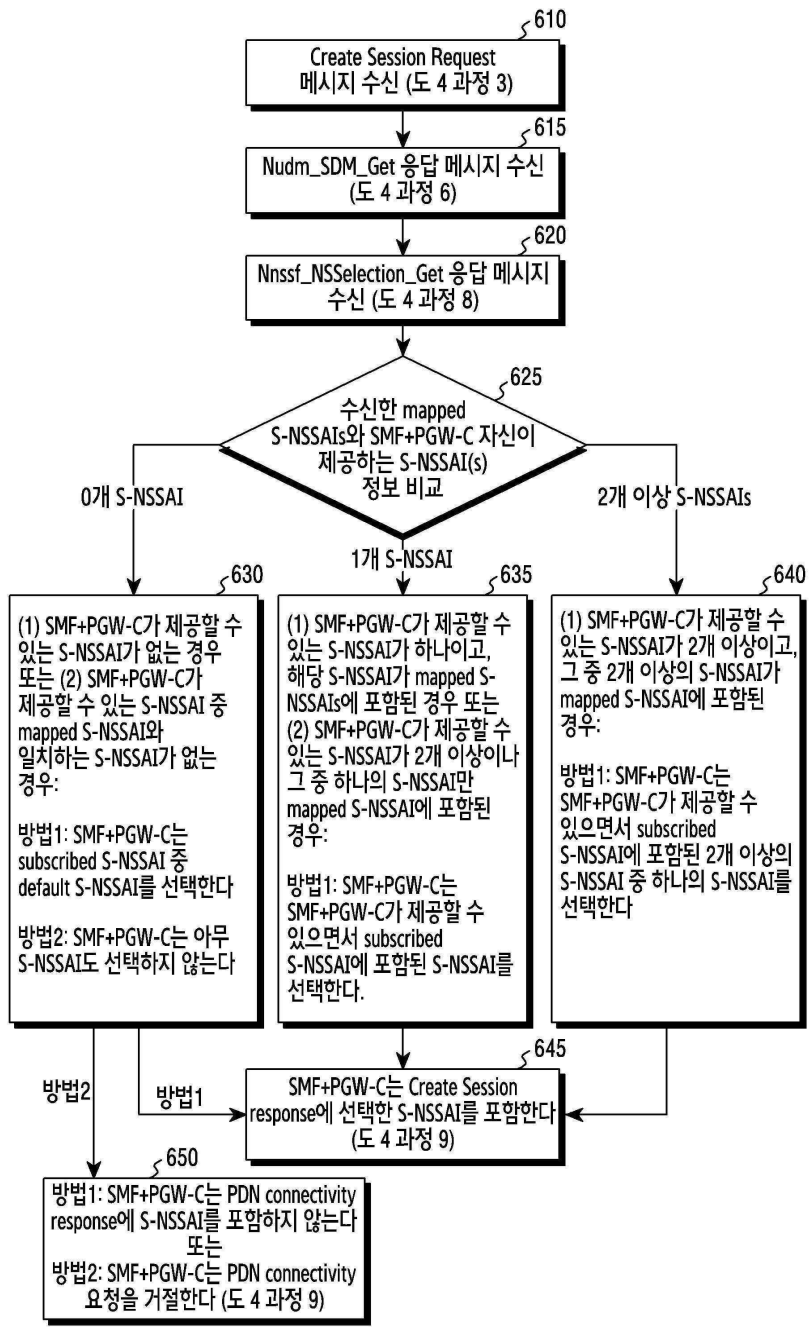 610
Create Session Request
메시지 수신 (도 4 과정 3)
615
Nudm_SDM_Get 응답 메시지 수신
(도 4 과정 6)
620
Nnssf_NSSelection_Get 응답 메시지
수신 (도 4 과정 8)
625
수신한 mapped
S-NSSAIs와 SMF+PGW-C 자신이
제공하는 S-NSSAI(s)
정보 비교
0개 S-NSSAI
1개 S-NSSAI
2개 이상 S-NSSAIs
630
(1) SMF+PGW-C가 제공할 수
있는 S-NSSAI가 없는 경우
또는 (2) SMF+PGW-C가
제공할 수 있는 S-NSSAI 중
mapped S-NSSAI와
일치하는 S-NSSAI가 없는
경우:
방법1: SMF+PGW-C는
subscribed S-NSSAI 중
default S-NSSAI를 선택한다
방법2: SMF+PGW-C는 아무
S-NSSAI도 선택하지 않는다
635
(1) SMF+PGW-C가 제공할 수
있는 S-NSSAI가 하나이고,
해당 S-NSSAI가 mapped S-
NSSAIs에 포함된 경우 또는
(2) SMF+PGW-C가 제공할 수
있는 S-NSSAI가 2개 이상이나
그 중 하나의 S-NSSAI만
mapped S-NSSAI에 포함된
경우:
방법1: SMF+PGW-C는
SMF+PGW-C가 제공할 수
있으면서 subscribed
S-NSSAI에 포함된 S-NSSAI를
선택한다.
640
(1) SMF+PGW-C가 제공할 수
있는 S-NSSAI가 2개 이상이고,
그 중 2개 이상의 S-NSSAI가
mapped S-NSSAI에 포함된
경우:
방법1: SMF+PGW-C는
SMF+PGW-C가 제공할 수
있으면서 subscribed
S-NSSAI에 포함된 2개 이상의
S-NSSAI 중 하나의 S-NSSAI를
선택한다
방법2
방법1
645
SMF+PGW-C는 Create Session
response에 선택한 S-NSSAI를 포함한다
(도 4 과정 9)
650
방법1: SMF+PGW-C는 PDN connectivity
response에 S-NSSAI를 포함하지 않는다
또는
방법2: SMF+PGW-C는 PDN connectivity
요청을 거절한다 (도 4 과정 9)